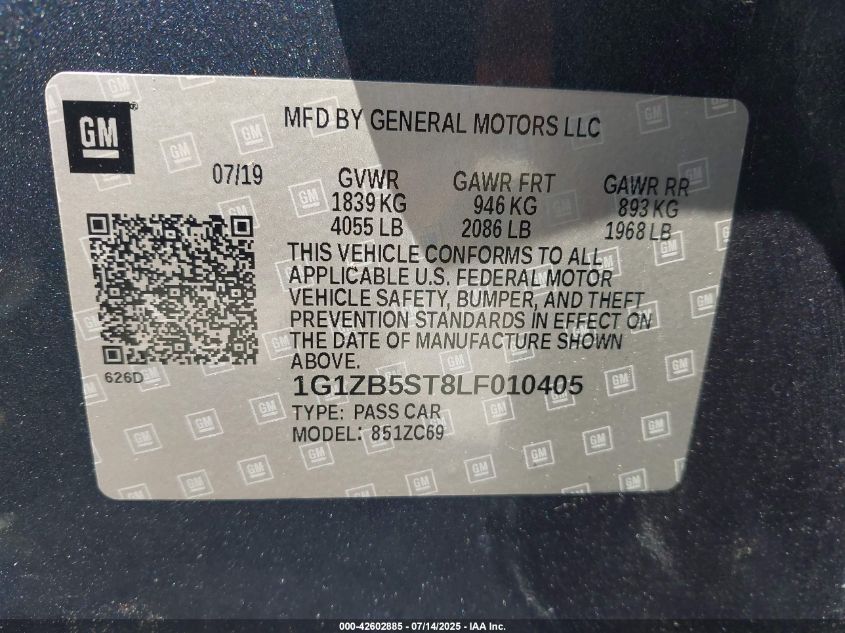 GM
MFD BY GENERAL MOTORS LLC
07/19
GVWR
1839 KG
4055 LB
GAWR FRT
946 KG
2086 LB
GAWR RR
893 KG
1968 LB
THIS VEHICLE CONFORMS TO ALL
APPLICABLE U.S. FEDERAL MOTOR
VEHICLE SAFETY, BUMPER, AND THEFT
PREVENTION STANDARDS IN EFFECT ON
THE DATE OF MANUFACTURE SHOWN
ABOVE.
626D
1G1ZB5ST8LF010405
TYPE: PASS CAR
MODEL: 851ZC69
000-42602885 - 07/14/2025 - IAA Inc.